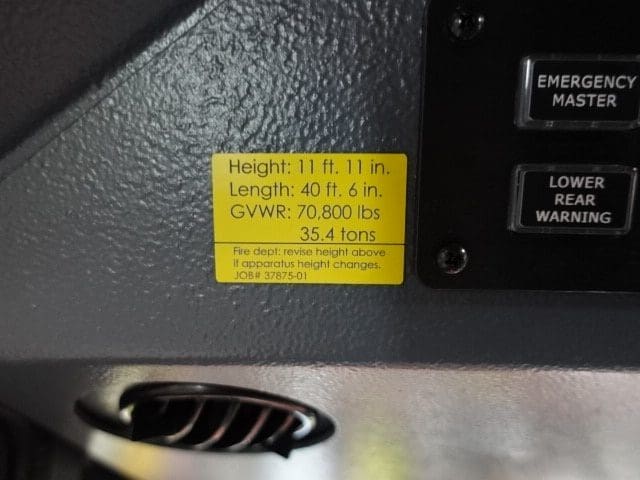 Height: 11 ft. 11 in.
Length: 40 ft. 6 in.
GVWR: 70,800 lbs
35.4 tons
Fire dept: revise height above
if apparatus height changes.
JOB# 37875-01
EMERGENCY
MASTER
LOWER
REAR
WARNING